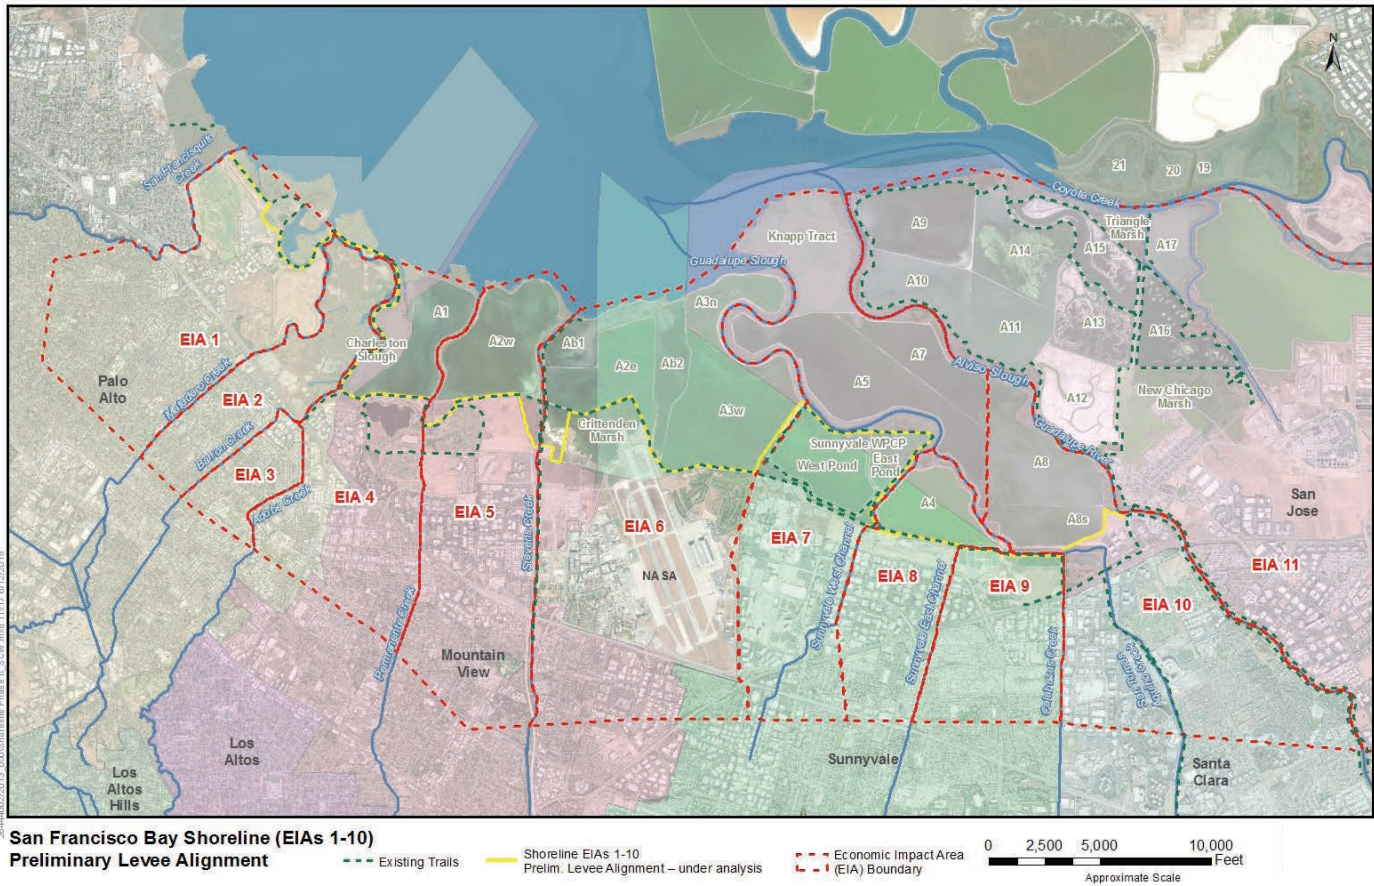 N
San Francisquito
Creek
21
20
19
Coyote Creek
Triangle
Marsh
A9
A14
A15
A17
Knapp Tract
Guadalupe Slough
A10
A3n
A1
A11
A13
A16
EIA 1
Charleston
Slough
A2w
Ab1
A2e
Ab2
A7
Alviso Slough
A5
Palo
Alto
Matadero Creek
EIA 2
A3w
A12
New Chicago
Marsh
Barron Creek
Crittenden
Marsh
Sunnyvale WPCP
West Pond
East
Pond
Guadalupe River
A8
EIA 3
Adobe Creek
EIA 4
EIA 5
Stevens Creek
EIA 6
A4
A8s
San
Jose
EIA 7
Sunnyvale West Channel
EIA 8
Sunnyvale East Channel
EIA 9
EIA 10
EIA 11
NASA
Permanente Creek
Mountain
View
Calabazas Creek
San Tomas
Aquino Creek
Los
Altos
Los
Altos
Hills
Sunnyvale
Santa
Clara
San Francisco Bay Shoreline (EIAs 1-10)
Preliminary Levee Alignment
Existing Trails
Shoreline EIAs 1-10
Prelim. Levee Alignment – under analysis
Economic Impact Area
(EIA) Boundary
0 2,500 5,000 10,000
Feet
Approximate Scale